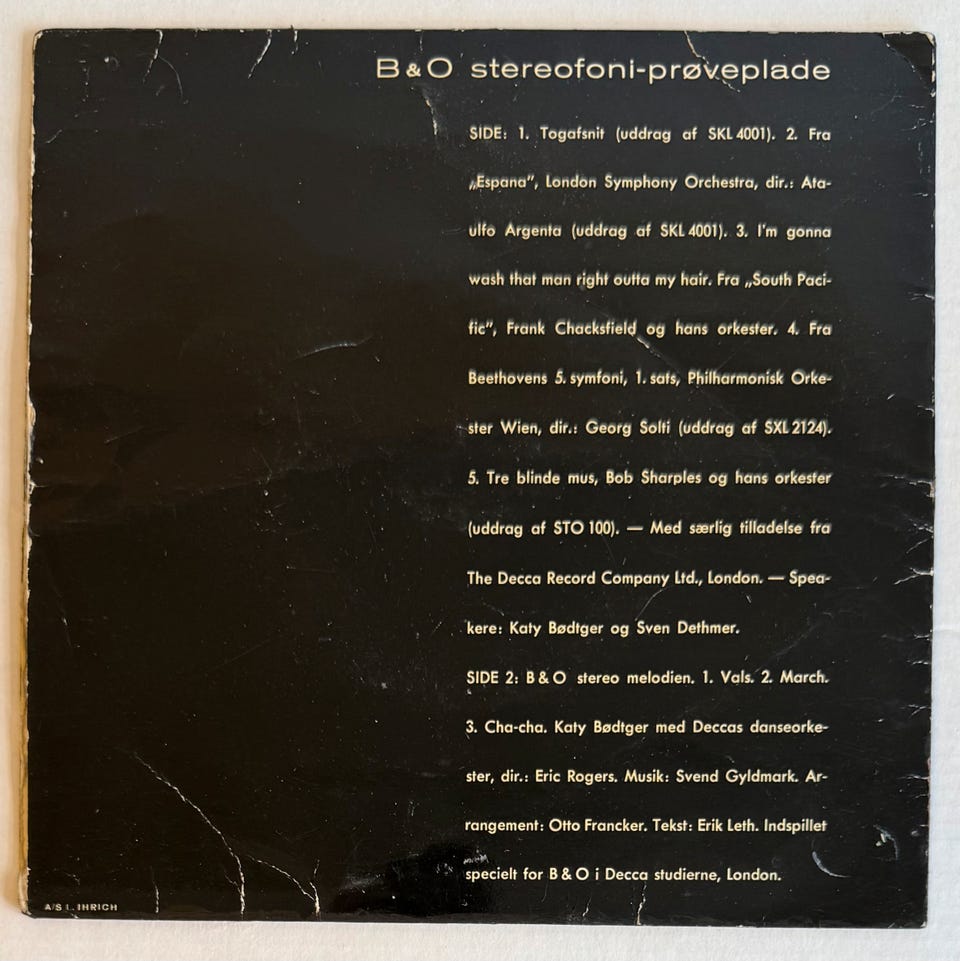 B & O stereofoni-prøveplade
SIDE: 1. Togafsnit (uddrag af SKL 4001). 2. Fra
„Espana”, London Symphony Orchestra, dir.: Ata-
ulfo Argenta (uddrag af SKL 4001). 3. I'm gonna
wash that man right outta my hair. Fra „South Paci-
fic”, Frank Chacksfield og hans orkester. 4. Fra
Beethovens 5. symfoni, 1. sats, Philharmonisk Orke-
ster Wien, dir.: Georg Solti (uddrag af SXL 2124).
5. Tre blinde mus, Bob Sharples og hans orkester
(uddrag af STO 100). — Med særlig tilladelse fra
The Decca Record Company Ltd., London. — Spea-
kere: Katy Bødtger og Sven Dethmer.
SIDE 2: B & O stereo melodien. 1. Vals. 2. March.
3. Cha-cha. Katy Bødtger med Deccas danseorke-
ster, dir.: Eric Rogers. Musik: Svend Gyldmark. Ar-
rangement: Otto Francker. Tekst: Erik Leth. Indspillet
specielt for B & O i Decca studierne, London.
A/S L. IHRICH